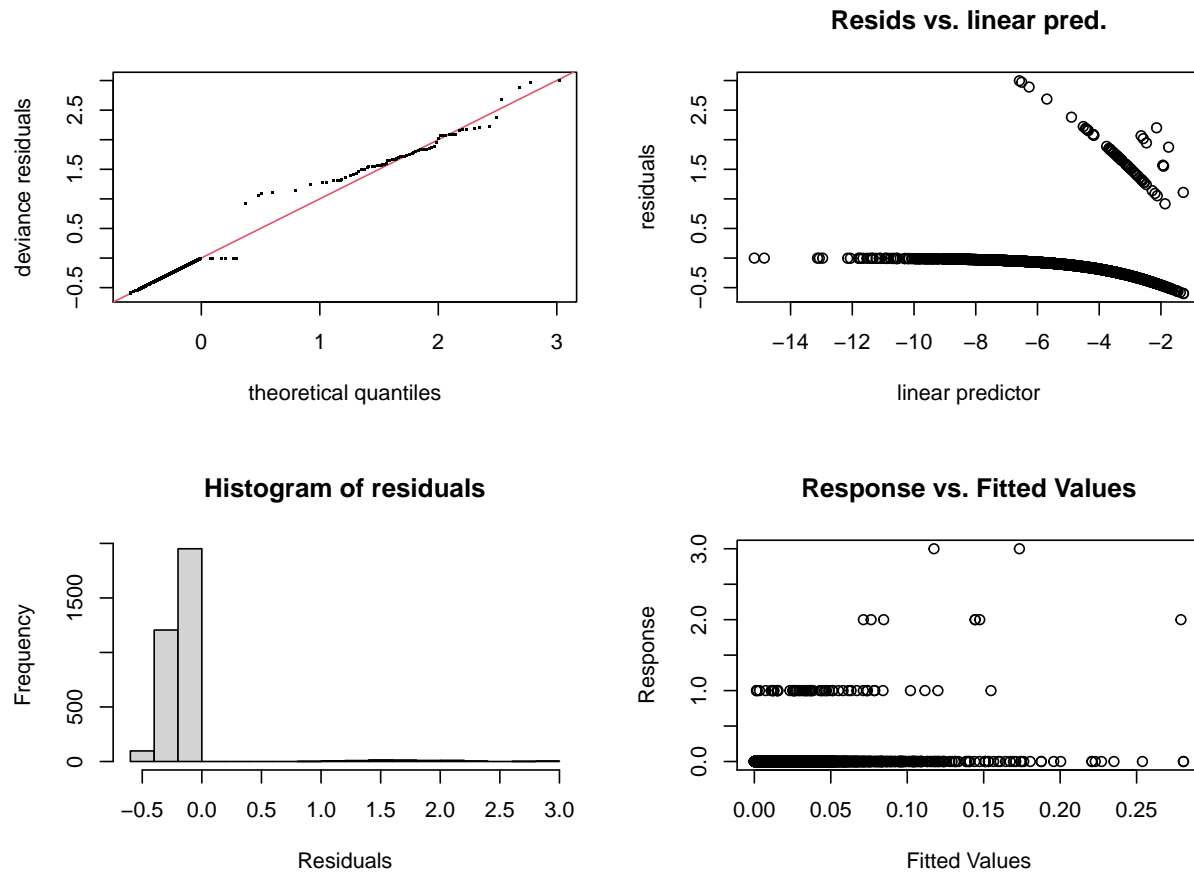 deviance residuals
−0.5 0.5 1.5 2.5
0 1 2 3
theoretical quantiles
Resids vs. linear pred.
residuals
−0.5 0.5 1.5 2.5
−14 −12 −10 −8 −6 −4 −2
linear predictor
Histogram of residuals
Frequency
0 500 1500
−0.5 0.0 0.5 1.0 1.5 2.0 2.5 3.0
Residuals
Response vs. Fitted Values
Response
0.0 1.0 2.0 3.0
0.00 0.05 0.10 0.15 0.20 0.25
Fitted Values